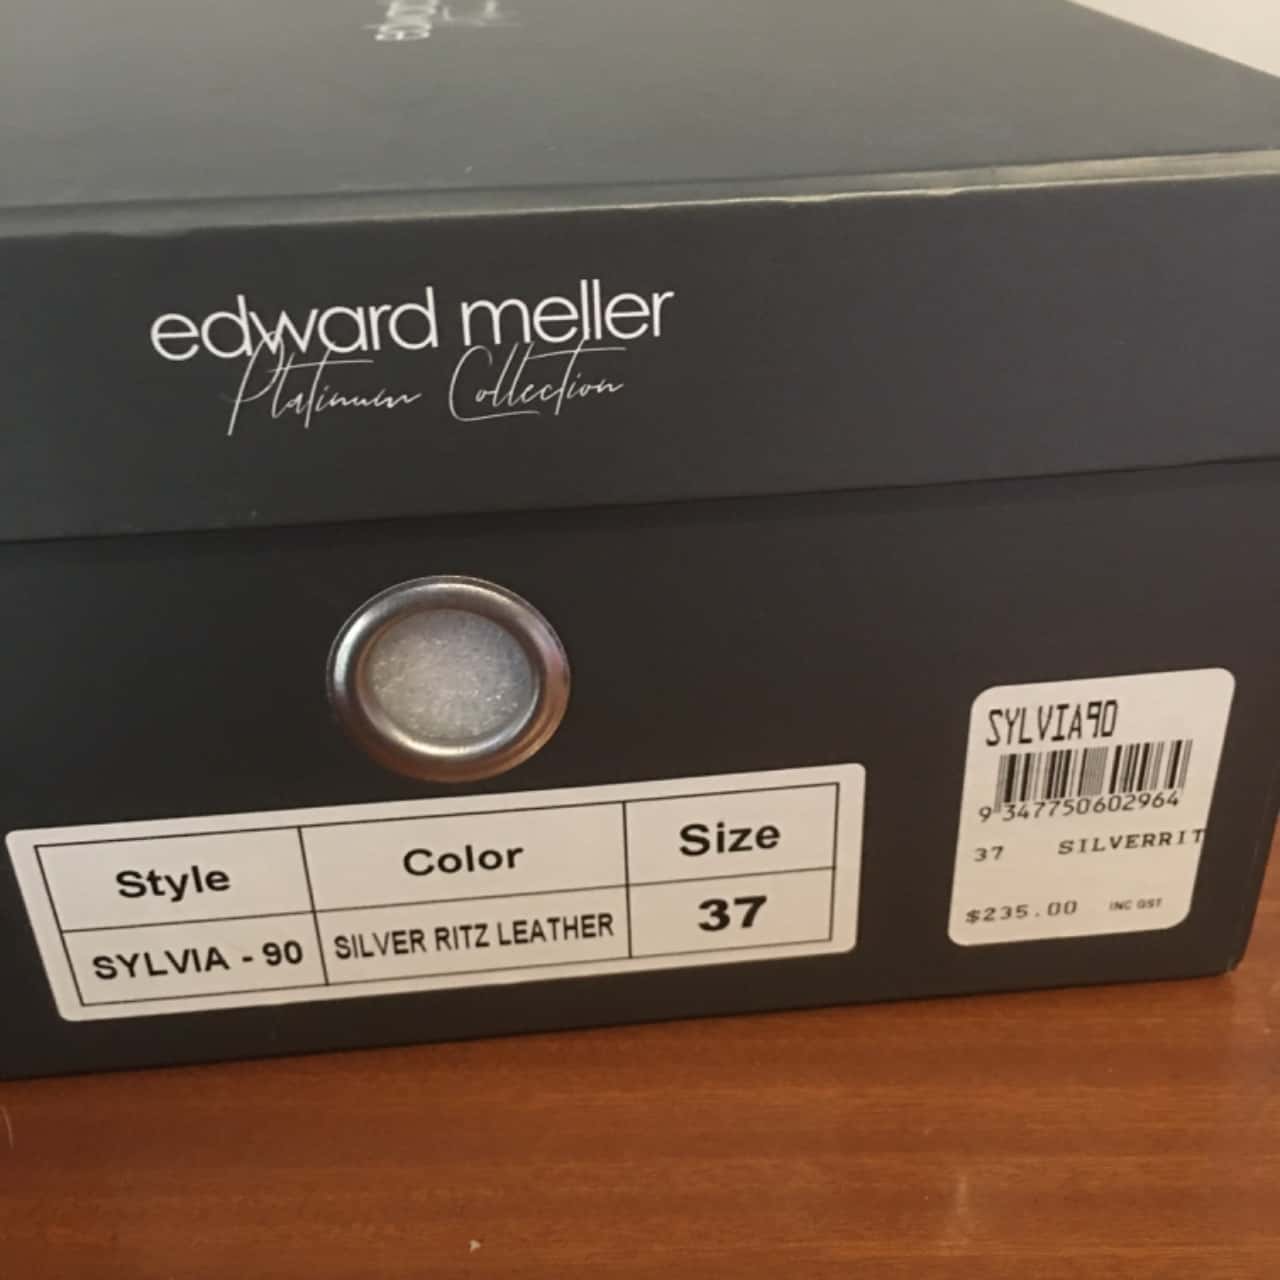 edward meller
Platinum Collection
Style Color Size
SYLVIA - 90 SILVER RITZ LEATHER 37
SYLVIA90
9 347750602964
37 SILVERRIT
$235.00 INC GST